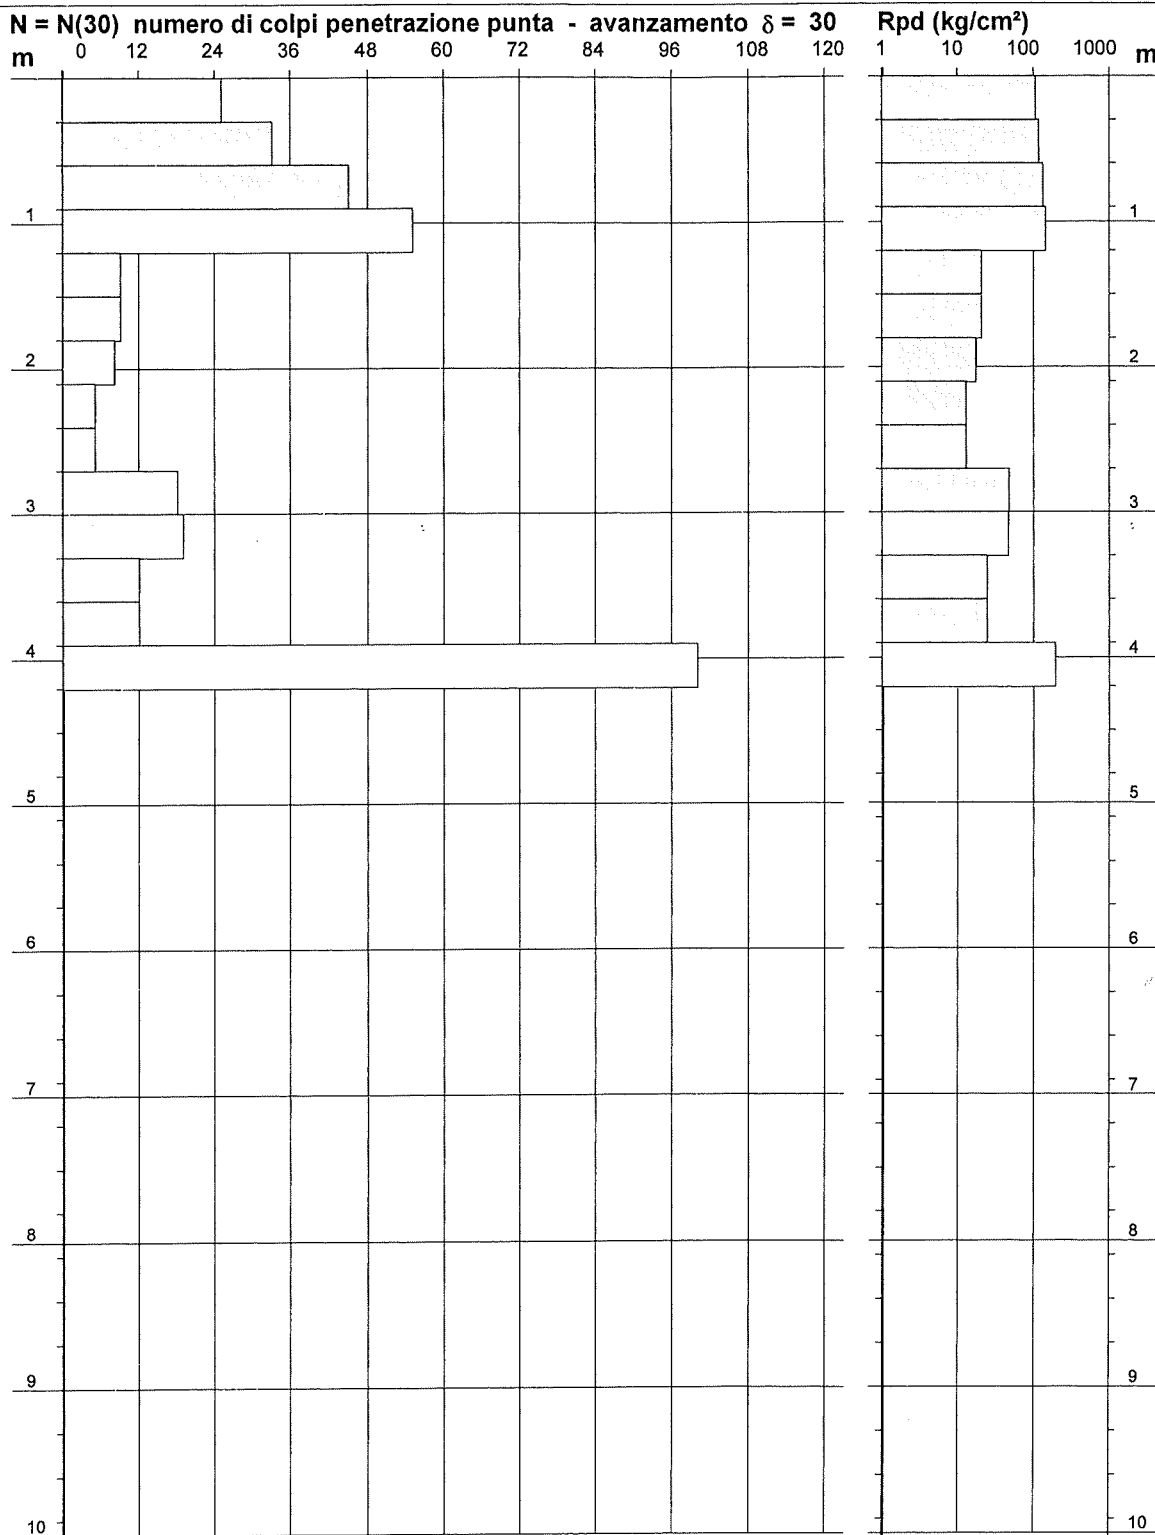 N = N(30) numero di colpi penetrazione punta - avanzamento δ = 30
Rpd (kg/cm²)
m 0 12 24 36 48 60 72 84 96 108 120
1 10 100 1000 m
1 1
2 2
3 3
4 4
5 5
6 6
7 7
8 8
9 9
10 10